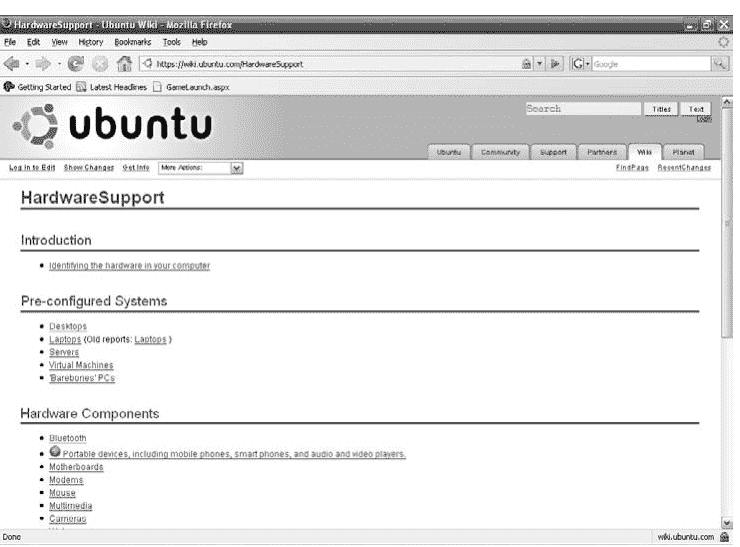 HardwareSupport - Ubuntu Wiki - Mozilla Firefox
File Edit View History Bookmarks Tools Help
https://wiki.ubuntu.com/HardwareSupport
G Google
Getting Started Latest Headlines GameLaunch.aspx
ubuntu
Search Titles Text
Login
Ubuntu Community Support Partners Wiki Planet
Log In to Edit Show Changes Get Info More Actions: FindPage RecentChanges
HardwareSupport
Introduction
Identifying the hardware in your computer
Pre-configured Systems
Desktops
Laptops (Old reports: Laptops )
Servers
Virtual Machines
'Barebones' PCs
Hardware Components
Bluetooth
Portable devices, including mobile phones, smart phones, and audio and video players.
Motherboards
Modems
Mouse
Multimedia
Cameras
Done wiki.ubuntu.com